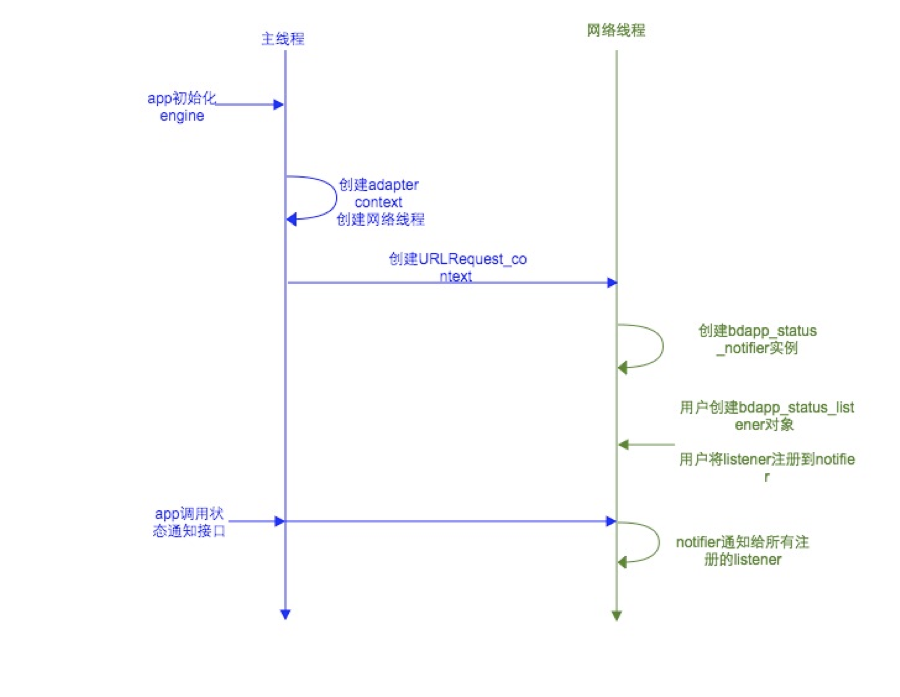 主线程
网络线程
app初始化
engine
创建adapter
context
创建网络线程
创建URLRequest_co
ntext
创建bdapp_status
_notifier实例
用户创建bdapp_status_list
ener对象
用户将listener注册到notifie
r
app调用状
态通知接口
notifier通知给所有注
册的listener